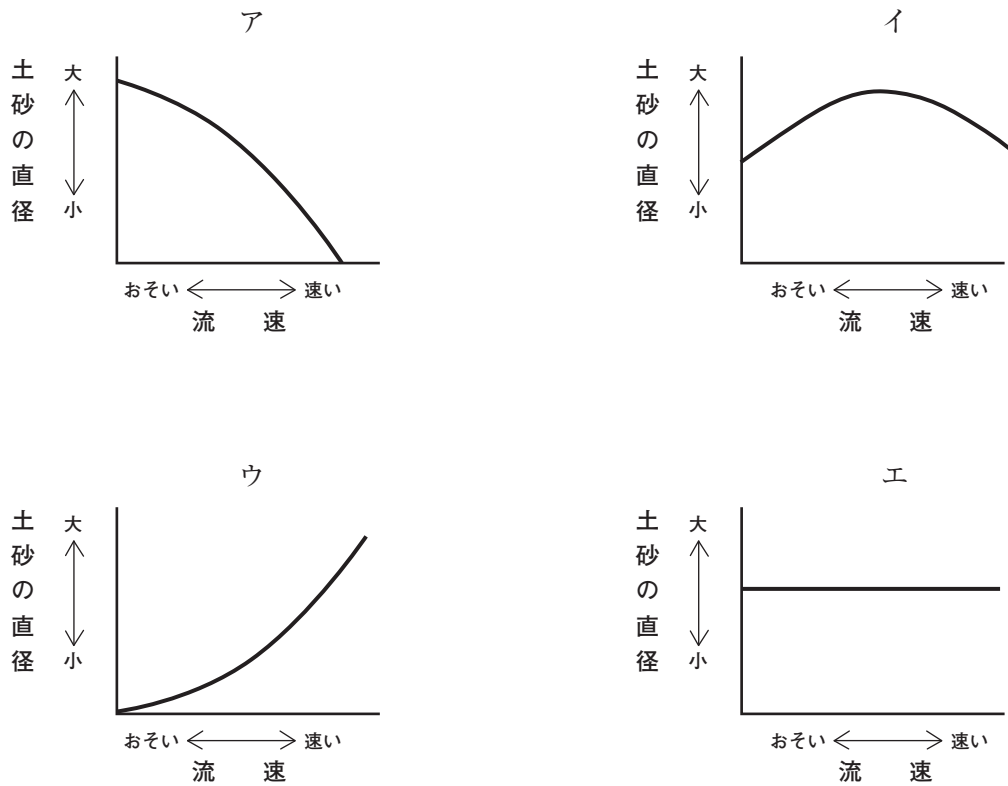 ア
土砂の直径
大
小
おそい
速い
流速
イ
土砂の直径
大
小
おそい
速い
流速
ウ
土砂の直径
大
小
おそい
速い
流速
エ
土砂の直径
大
小
おそい
速い
流速